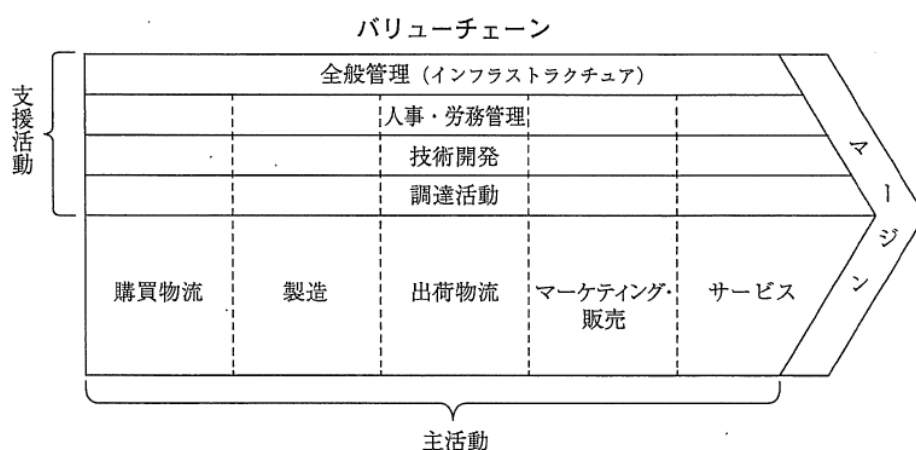 バリューチェーン
支援活動
全般管理（インフラストラクチュア）
人事・労務管理
技術開発
調達活動
購買物流
製造
出荷物流
マーケティング・
販売
サービス
マージン
主活動